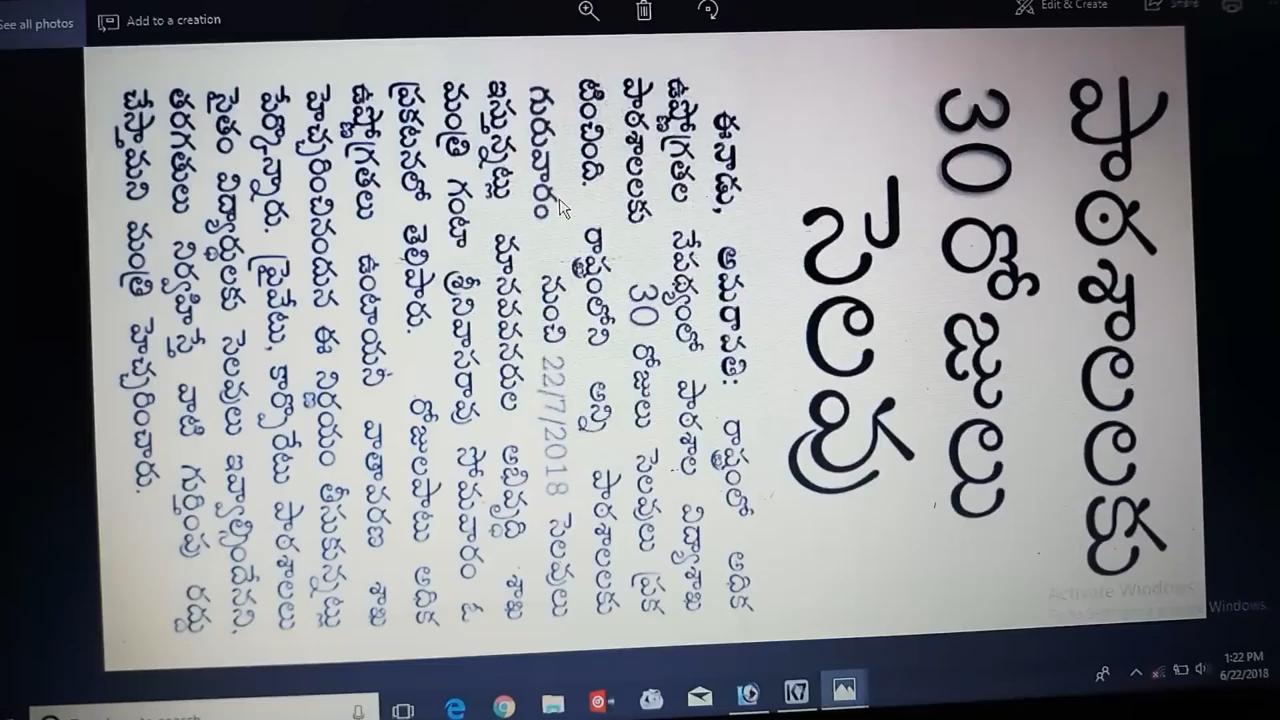 See all photos
Add to a creation
Edit & Create
Share
పాఠశాలలకు
30 రోజులు
సెలవు
ఈనాడు, అమరావతి: రాష్ట్రంలో అధిక
ఉష్ణోగ్రతల నేపథ్యంలో పాఠశాల విద్యాశాఖ
పాఠశాలలకు 30 రోజులు సెలవులు ప్రక
టించింది. రాష్ట్రంలోని అన్ని పాఠశాలలకు
గురువారం నుంచి 22/7/2018 సెలవులు
ఇస్తున్నట్లు మానవవనరుల అభివృద్ధి శాఖ
మంత్రి గంటా శ్రీనివాసరావు సోమవారం ఓ
ప్రకటనలో తెలిపారు. రోజులపాటు అధిక
ఉష్ణోగ్రతలు ఉంటాయని వాతావరణ శాఖ
హెచ్చరించినందున ఈ నిర్ణయం తీసుకున్నట్లు
పేర్కొన్నారు. ప్రైవేటు, కార్పొరేటు పాఠశాలలు
సైతం విద్యార్థులకు సెలవులు ఇవ్వాల్సిందేనని,
తరగతులు నిర్వహిస్తే వాటి గుర్తింపు రద్దు
చేస్తామని మంత్రి హెచ్చరించారు.
Activate Windows
Windows.
1:22 PM
6/22/2018